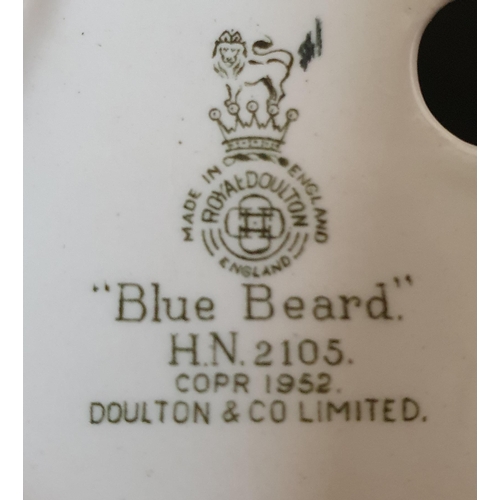 MADE IN ENGLAND
ROYAL DOULTON
ENGLAND
"Blue Beard."
H.N. 2105.
COPR 1952.
DOULTON & CO LIMITED.